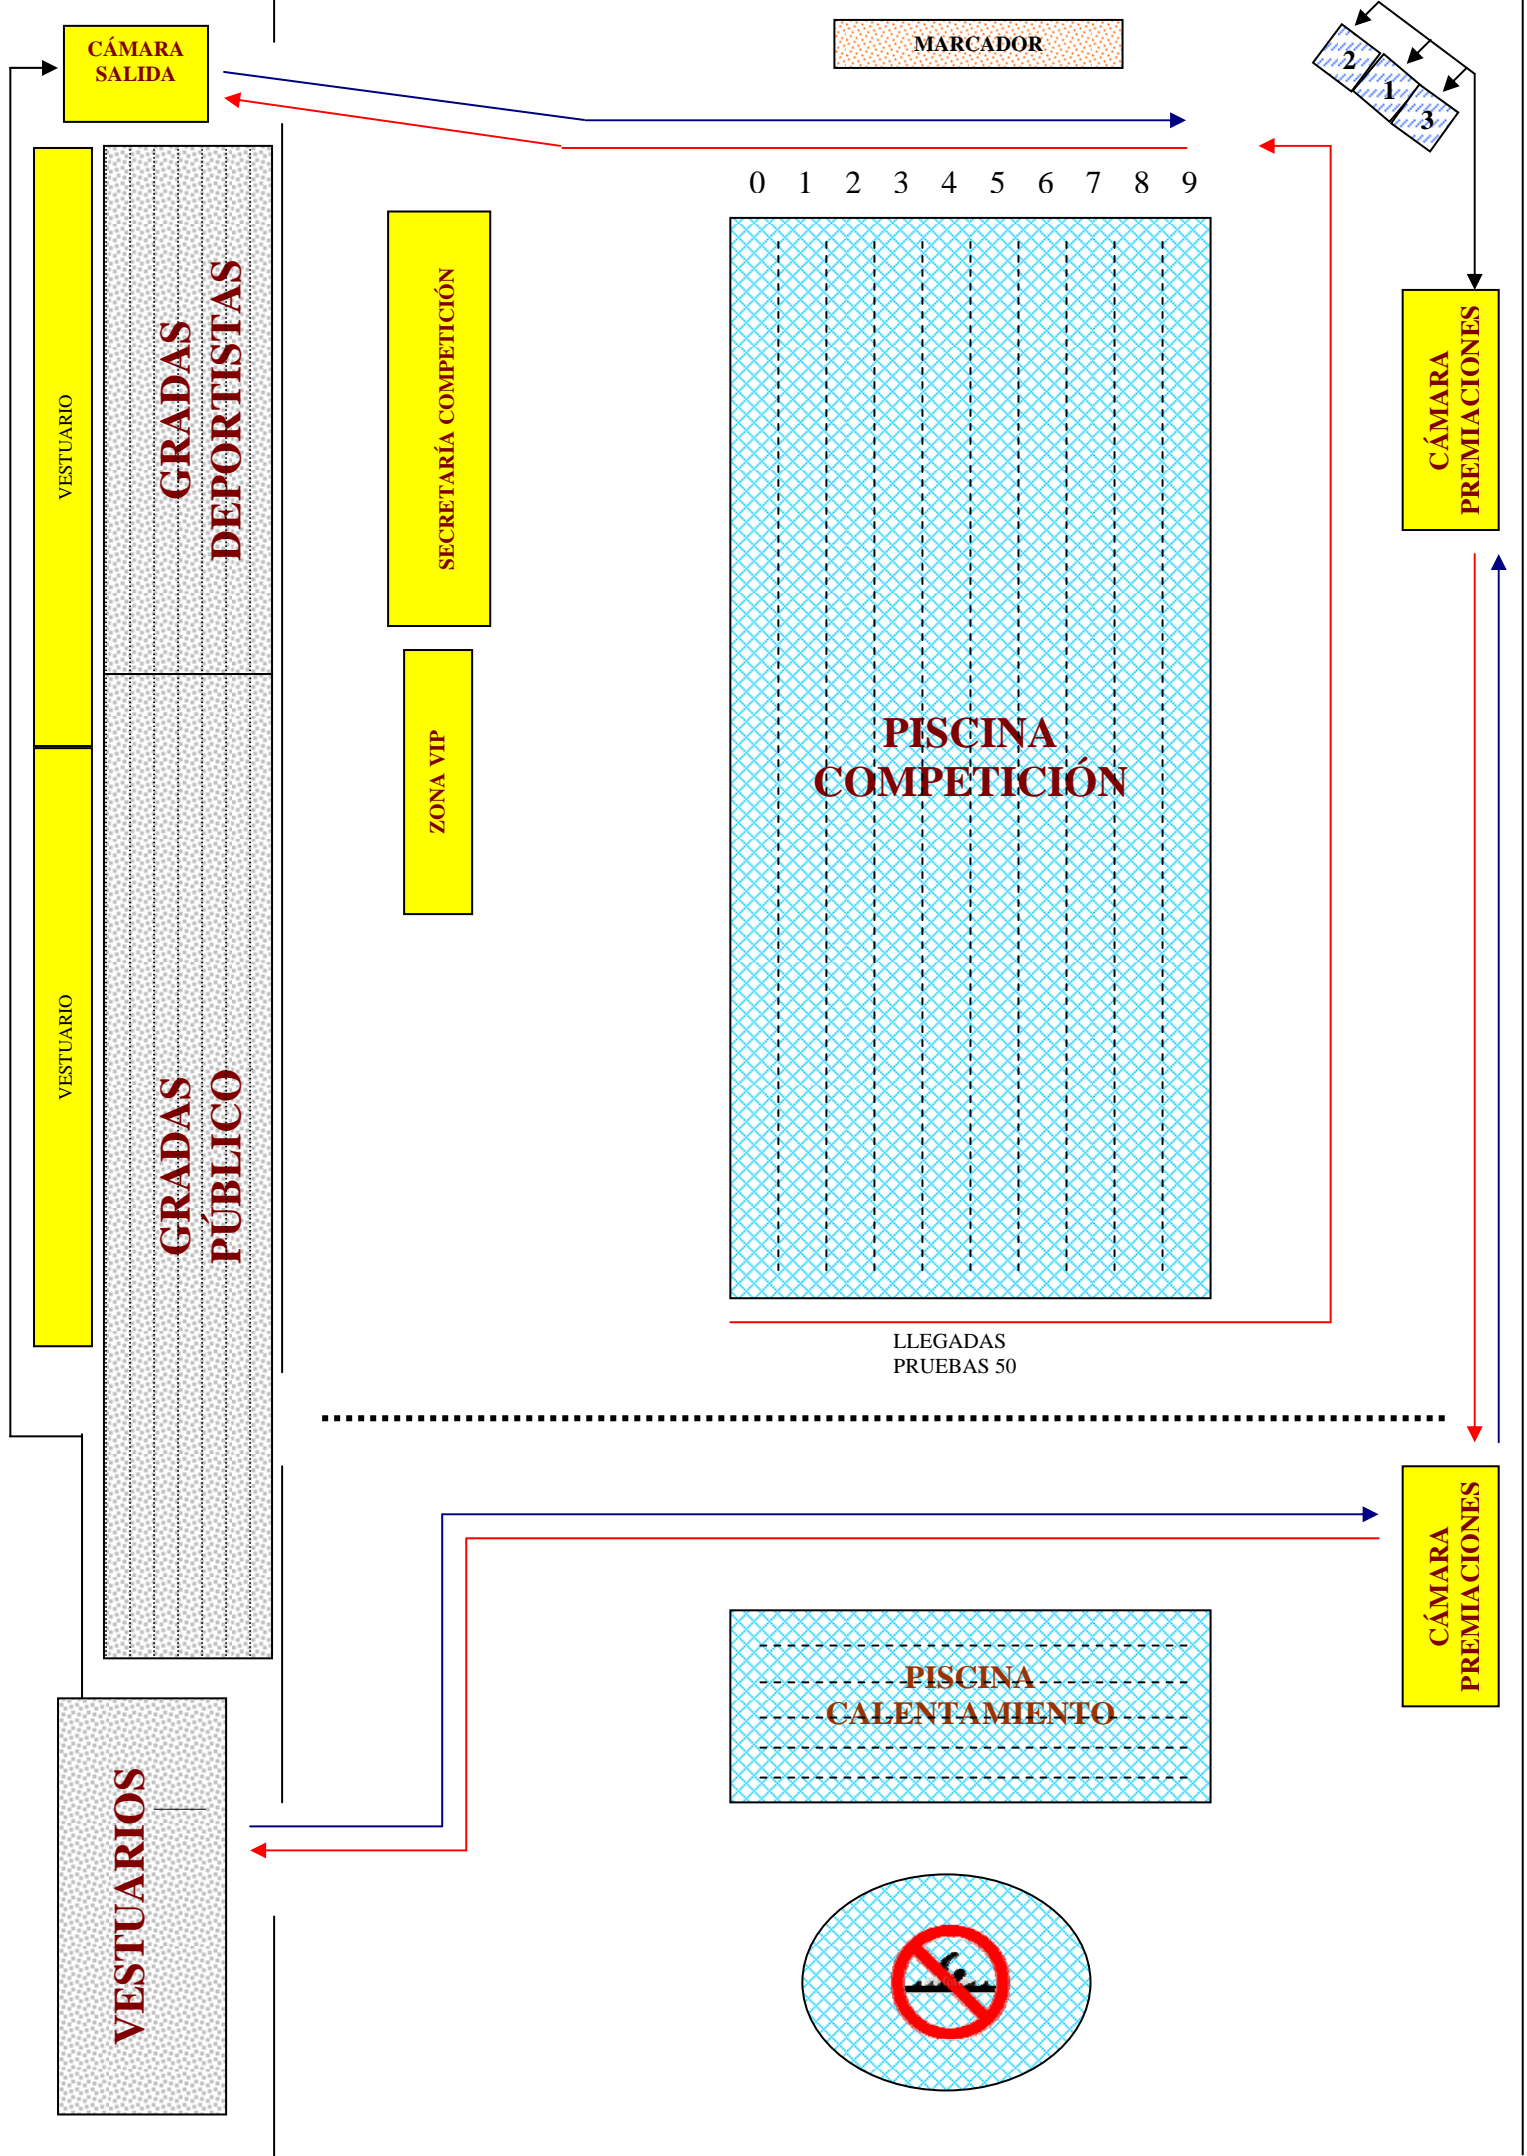 CÁMARA
SALIDA
MARCADOR
2
1
3
0 1 2 3 4 5 6 7 8 9
VESTUARIO
GRADAS
DEPORTISTAS
SECRETARÍA COMPETICIÓN
CÁMARA
PREMIACIONES
ZONA VIP
PISCINA
COMPETICIÓN
VESTUARIO
GRADAS
PÚBLICO
LLEGADAS
PRUEBAS 50
CÁMARA
PREMIACIONES
PISCINA
CALENTAMIENTO
VESTUARIOS